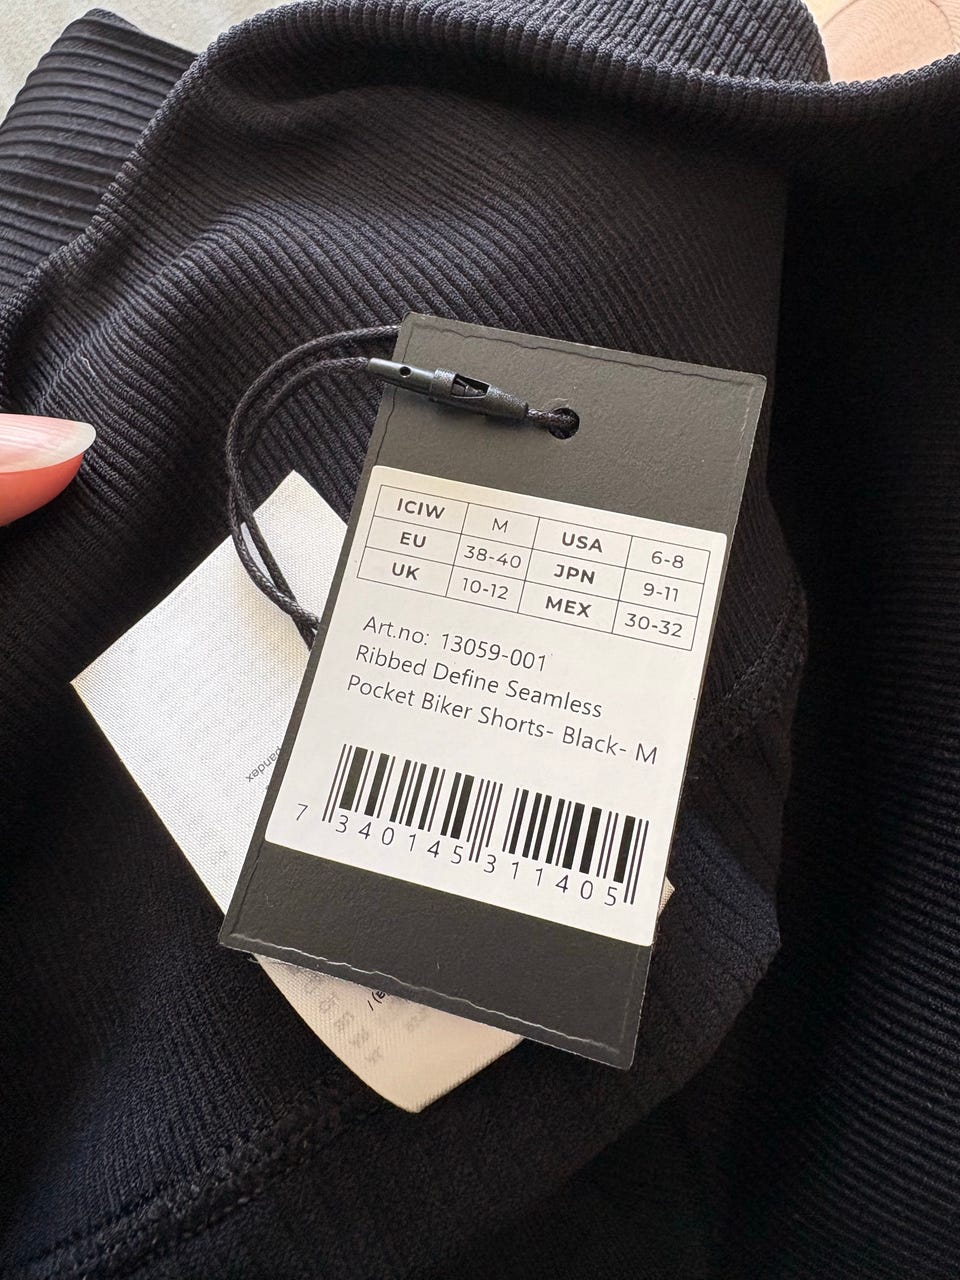 ICIW M USA 6-8
EU 38-40 JPN 9-11
UK 10-12 MEX 30-32
Art.no: 13059-001
Ribbed Define Seamless
Pocket Biker Shorts- Black- M
7 340145 311405